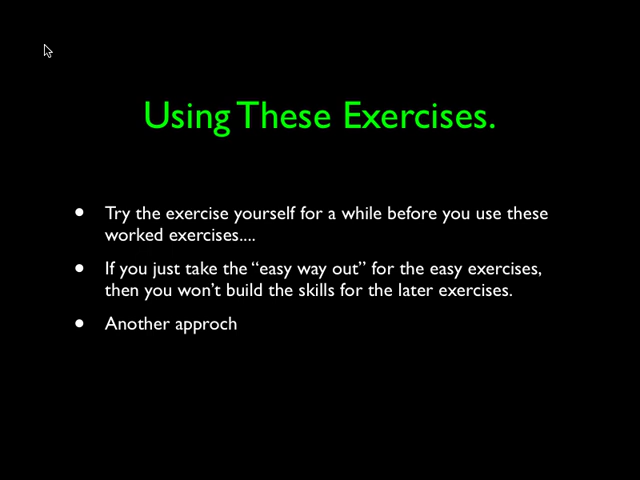 Using These Exercises.
• Try the exercise yourself for a while before you use these
worked exercises....
• If you just take the “easy way out” for the easy exercises,
then you won’t build the skills for the later exercises.
• Another approch